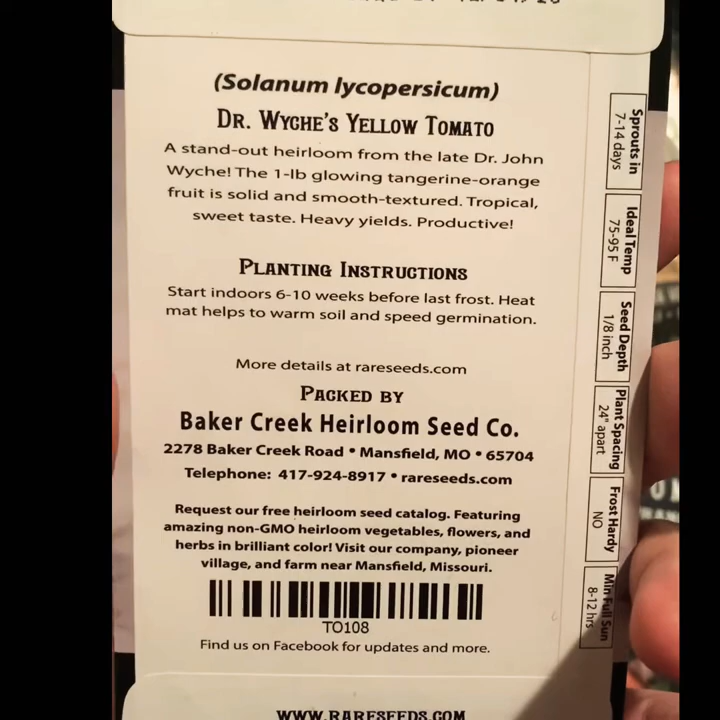 (Solanum lycopersicum)
DR. WYCHE'S YELLOW TOMATO
A stand-out heirloom from the late Dr. John
Wyche! The 1-lb glowing tangerine-orange
fruit is solid and smooth-textured. Tropical,
sweet taste. Heavy yields. Productive!
PLANTING INSTRUCTIONS
Start indoors 6-10 weeks before last frost. Heat
mat helps to warm soil and speed germination.
More details at rareseeds.com
PACKED BY
Baker Creek Heirloom Seed Co.
2278 Baker Creek Road • Mansfield, MO • 65704
Telephone: 417-924-8917 • rareseeds.com
Request our free heirloom seed catalog. Featuring
amazing non-GMO heirloom vegetables, flowers, and
herbs in brilliant color! Visit our company, pioneer
village, and farm near Mansfield, Missouri.
TO108
Find us on Facebook for updates and more.
WWW.RARESEEDS.COM
Sprouts in
7-14 days
Ideal Temp
75-95 F
Seed Depth
1/8 inch
Plant Spacing
24" apart
Frost Hardy
NO
Min Full Sun
8-12 hrs